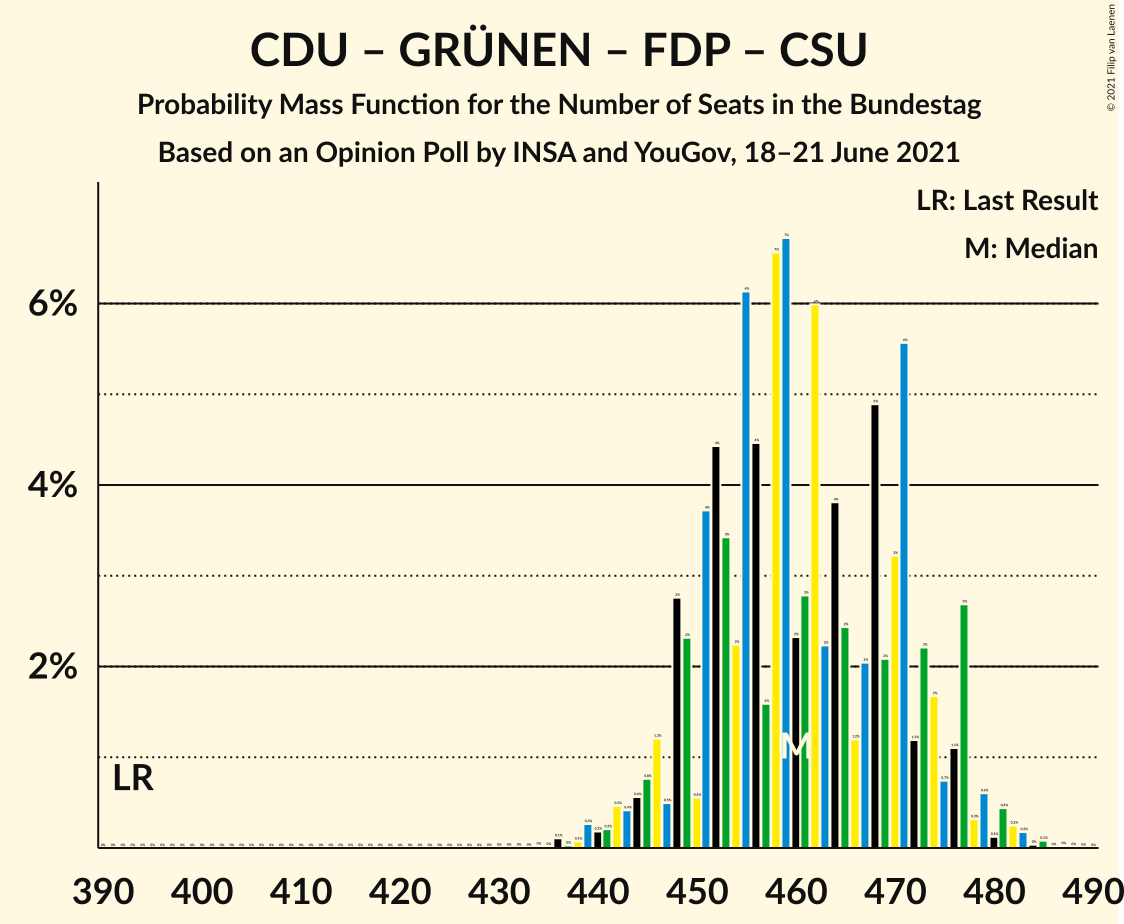 CDU – GRÜNEN – FDP – CSU
Probability Mass Function for the Number of Seats in the Bundestag
Based on an Opinion Poll by INSA and YouGov, 18–21 June 2021
© 2021 Filip van Laenen
LR: Last Result
M: Median
6%
4%
2%
LR
M
390 400 410 420 430 440 450 460 470 480 490